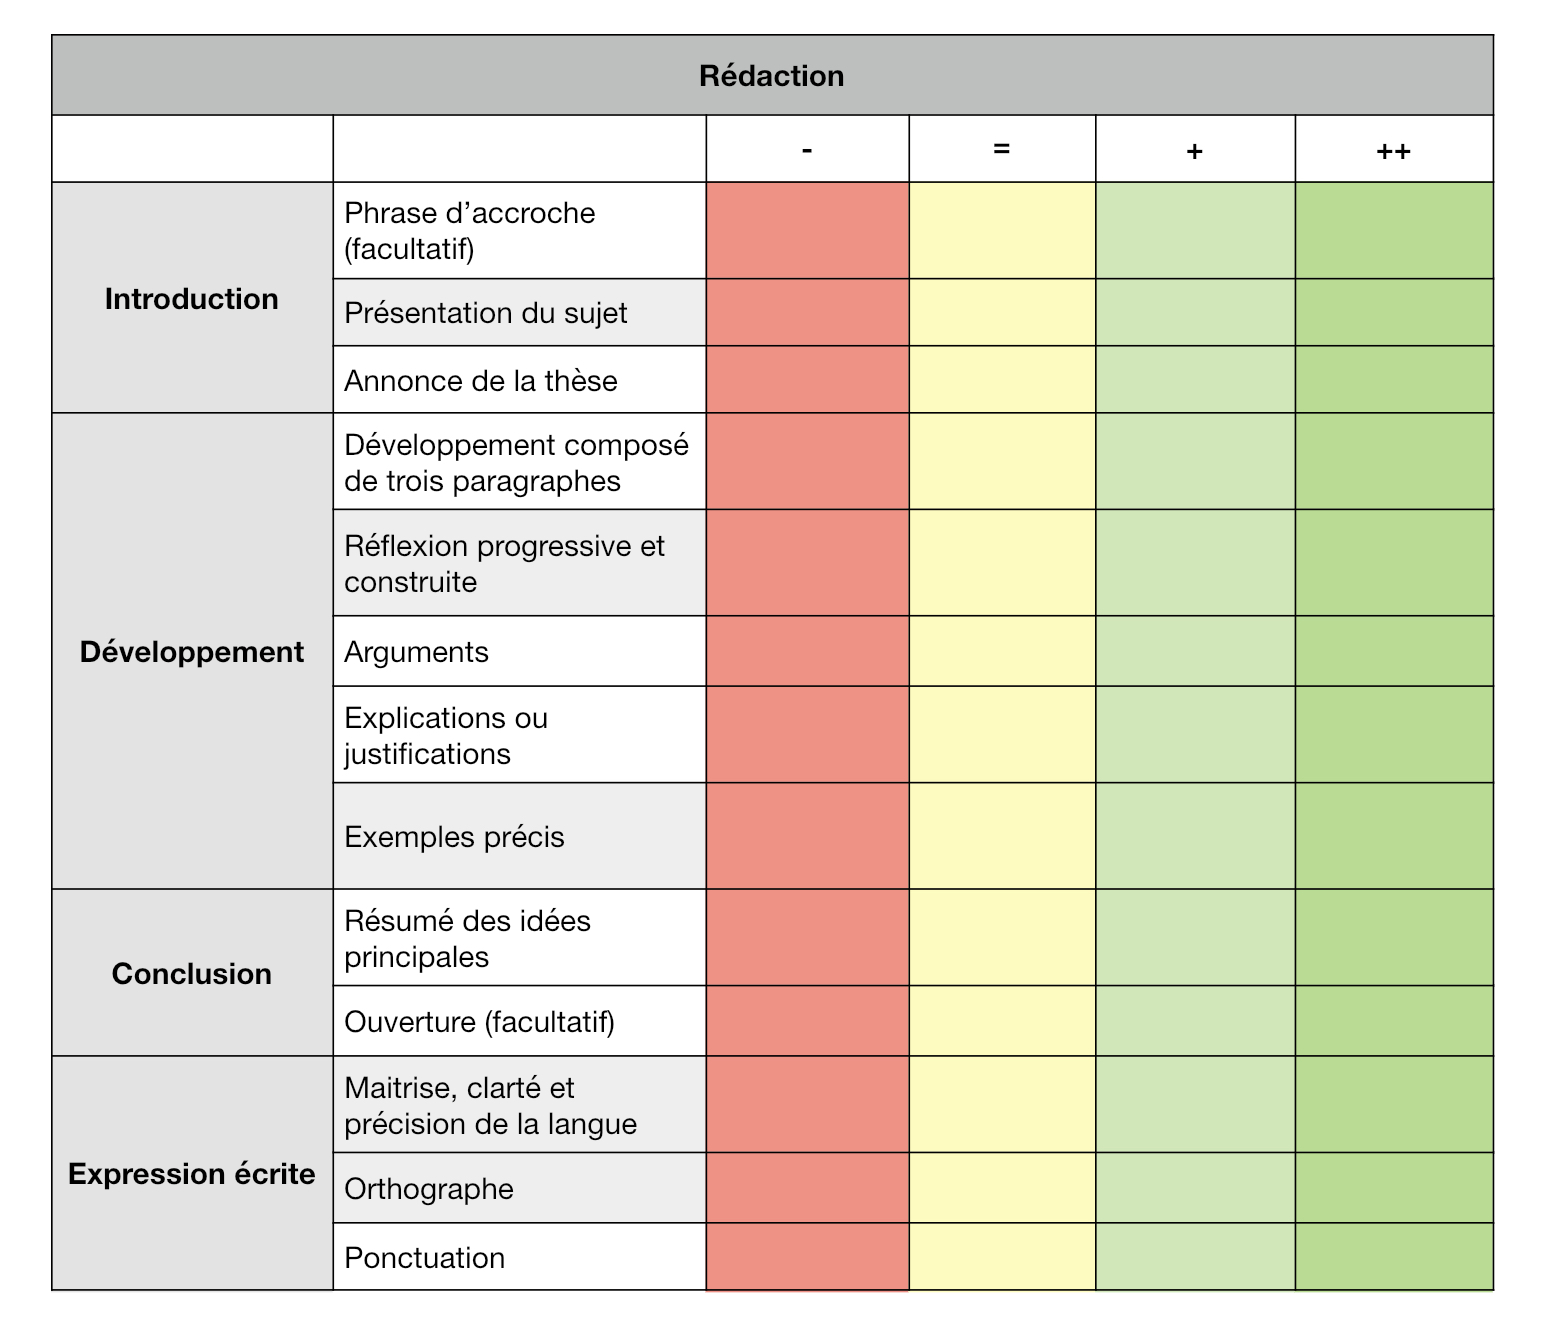 Rédaction
- = + ++
Introduction
Phrase d’accroche
(facultatif)
Présentation du sujet
Annonce de la thèse
Développement
Développement composé
de trois paragraphes
Réflexion progressive et
construite
Arguments
Explications ou
justifications
Exemples précis
Conclusion
Résumé des idées
principales
Ouverture (facultatif)
Expression écrite
Maitrise, clarté et
précision de la langue
Orthographe
Ponctuation